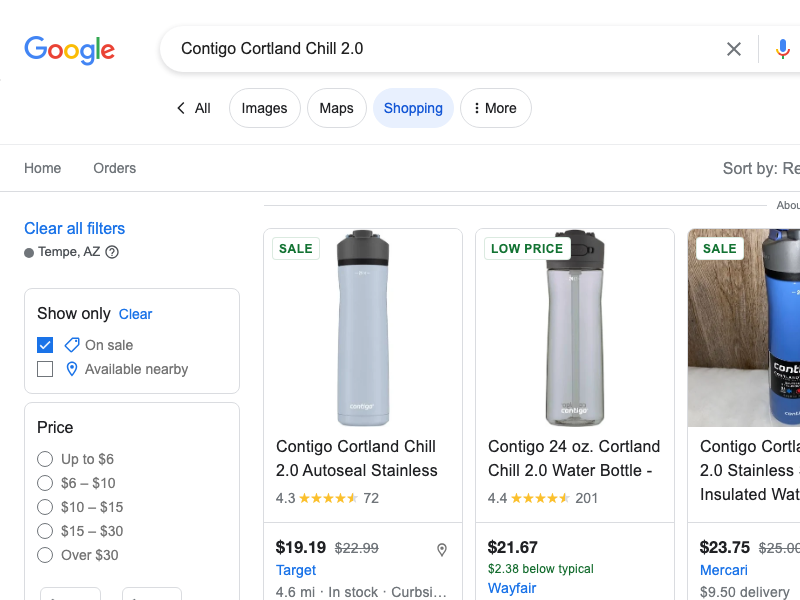 Google
Contigo Cortland Chill 2.0
All
Images
Maps
Shopping
More
Home
Orders
Sort by: Re
Abou
Clear all filters
Tempe, AZ
Show only Clear
On sale
Available nearby
Price
Up to $6
$6 – $10
$10 – $15
$15 – $30
Over $30
SALE
contigo
Contigo Cortland Chill
2.0 Autoseal Stainless
4.3 72
$19.19 $22.99
Target
4.6 mi · In stock · Curbsi...
LOW PRICE
contigo
Contigo 24 oz. Cortland
Chill 2.0 Water Bottle -
4.4 201
$21.67
$2.38 below typical
Wayfair
SALE
Contigo Cortla
2.0 Stainless
Insulated Wat
$23.75 $25.00
Mercari
$9.50 delivery